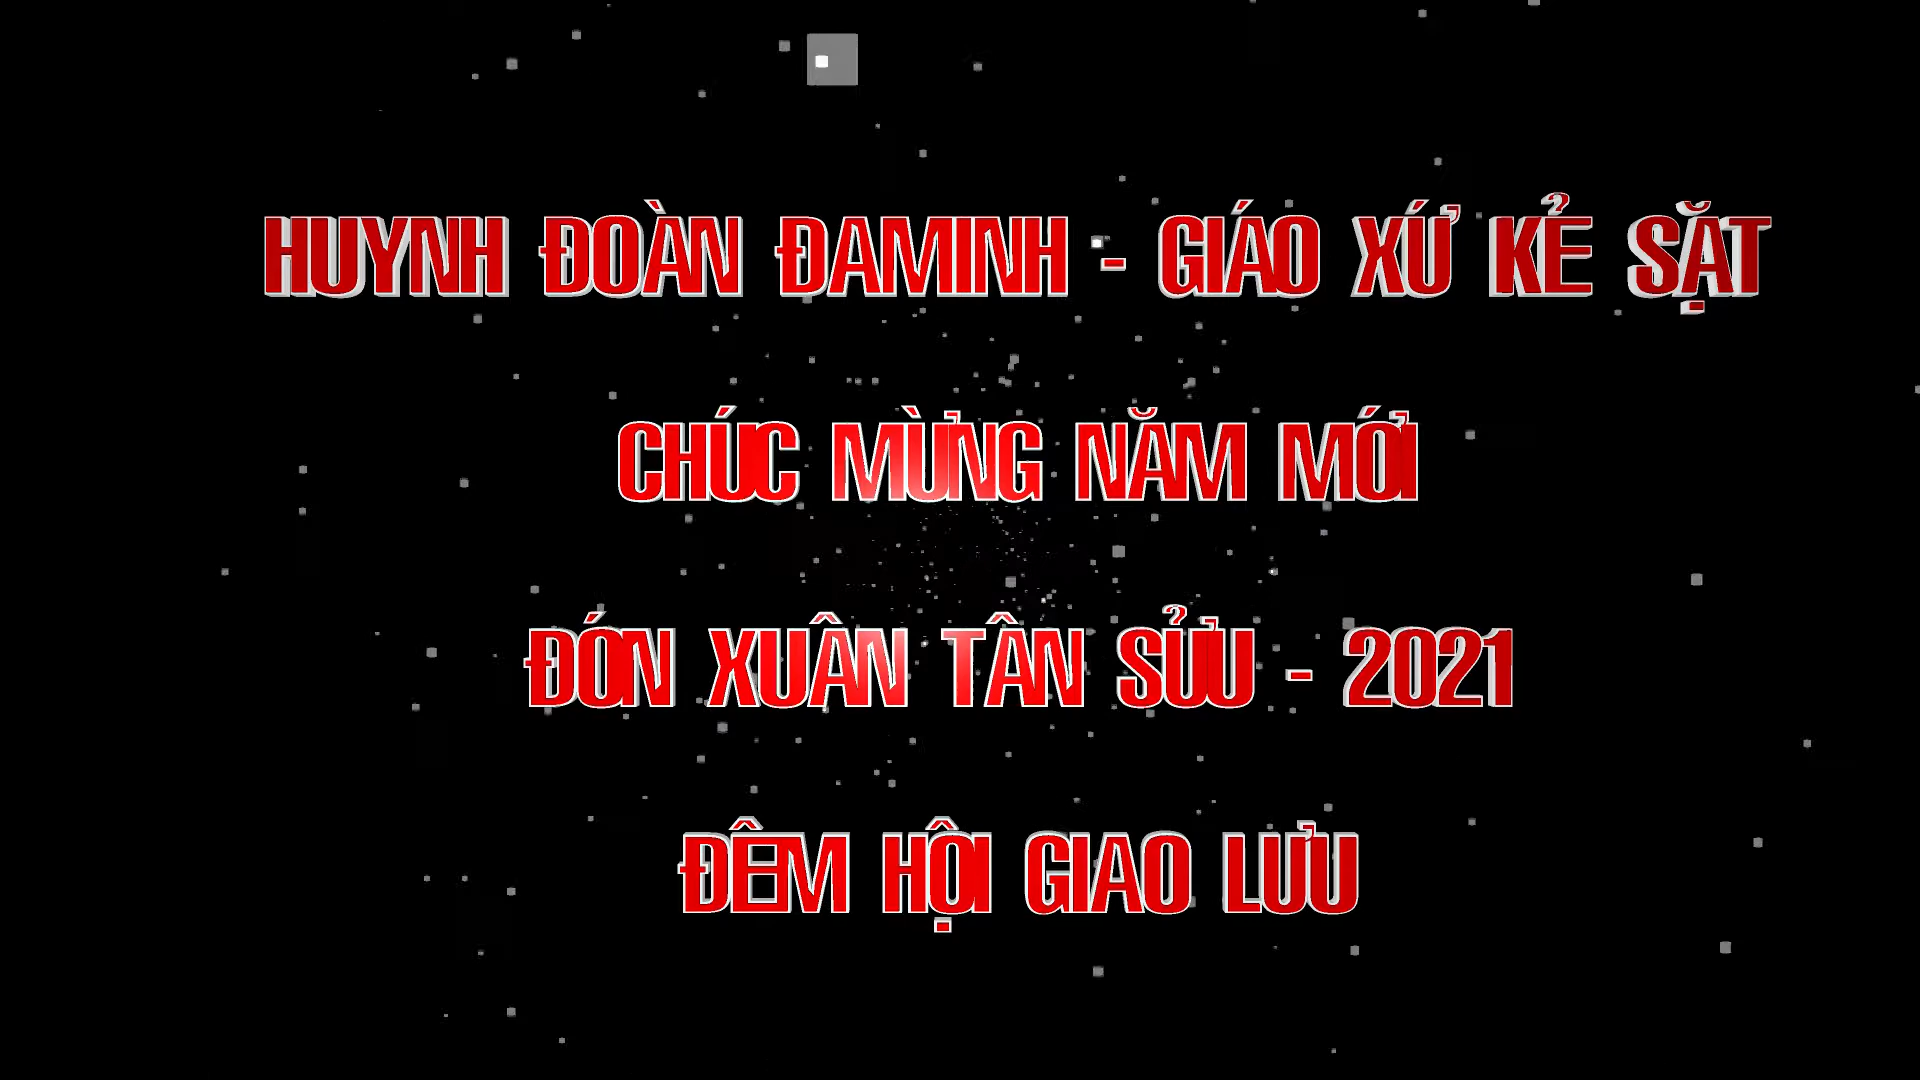 HUYNH ĐOÀN ĐAMINH - GIÁO XỨ KẺ SẶT
CHÚC MỪNG NĂM MỚI
ĐÓN XUÂN TÂN SỬU - 2021
ĐÊM HỘI GIAO LƯU